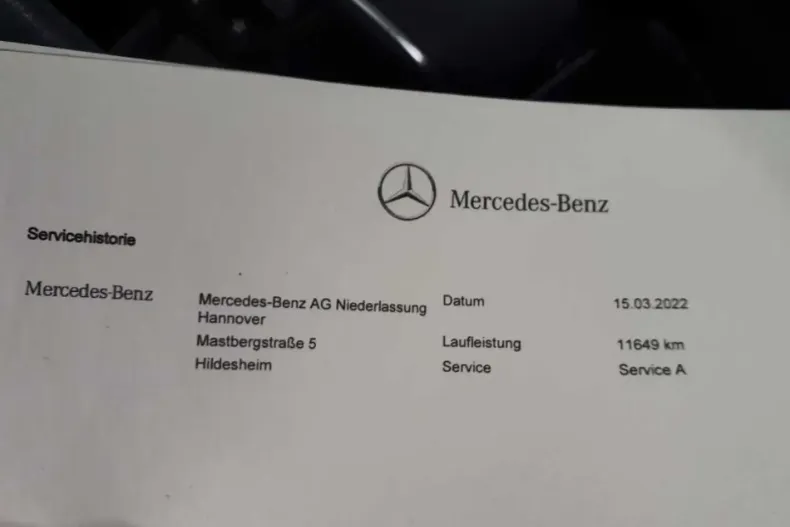 Mercedes-Benz
Servicehistorie
Mercedes-Benz
Mercedes-Benz AG Niederlassung
Hannover
Mastbergstraße 5
Hildesheim
Datum 15.03.2022
Laufleistung 11649 km
Service Service A